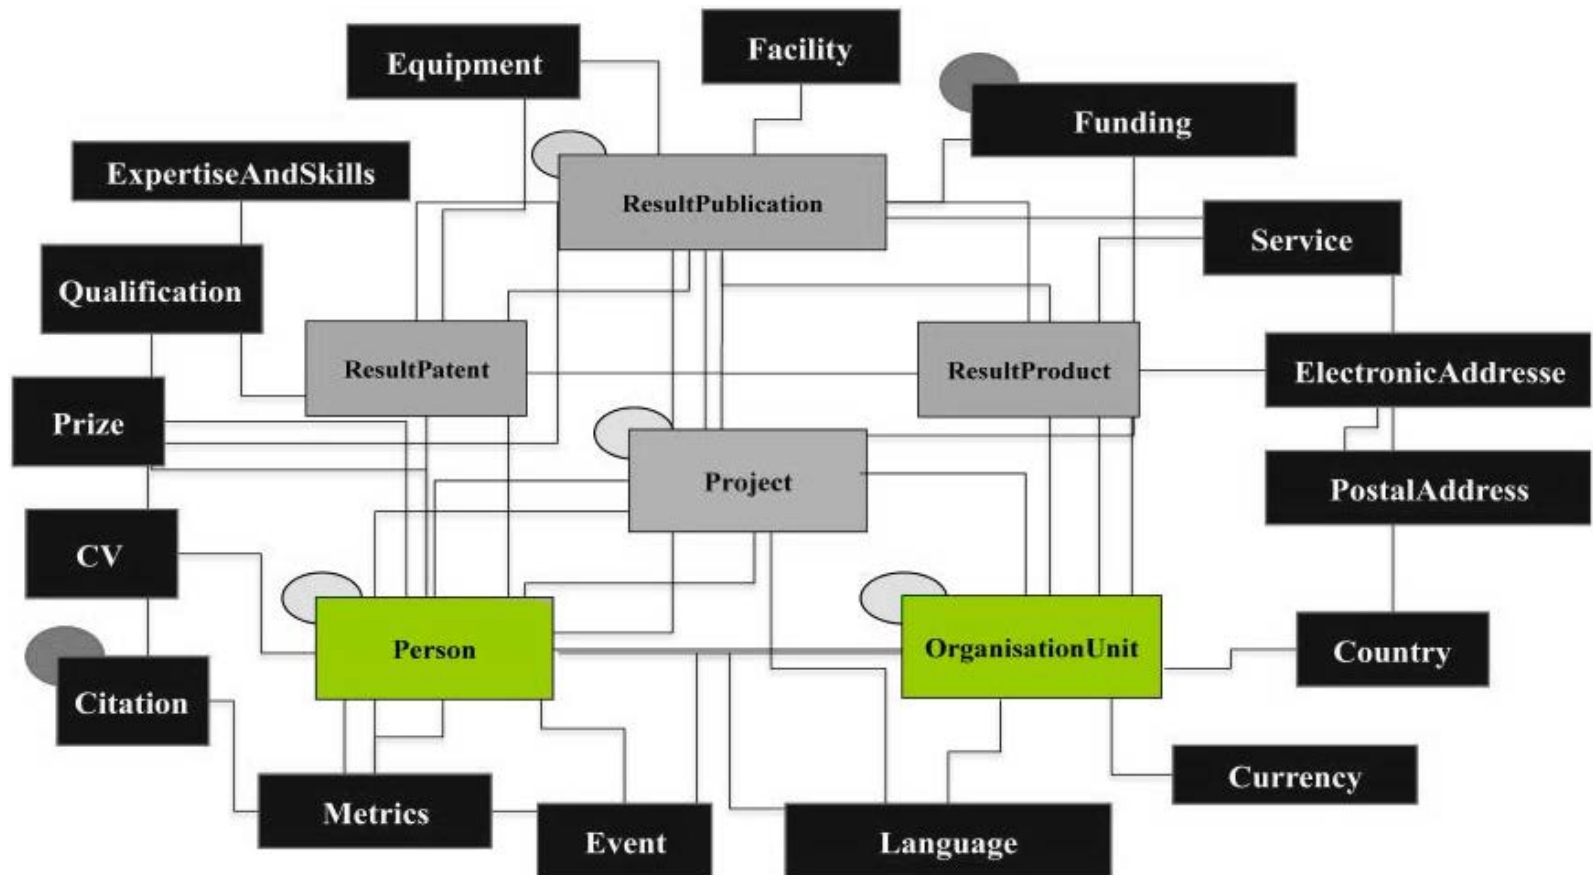 Facility
Equipment
Funding
ExpertiseAndSkills
ResultPublication
Service
Qualification
ResultPatent
ResultProduct
ElectronicAddresse
Prize
Project
PostalAddress
CV
Person
OrganisationUnit
Country
Citation
Currency
Metrics
Event
Language